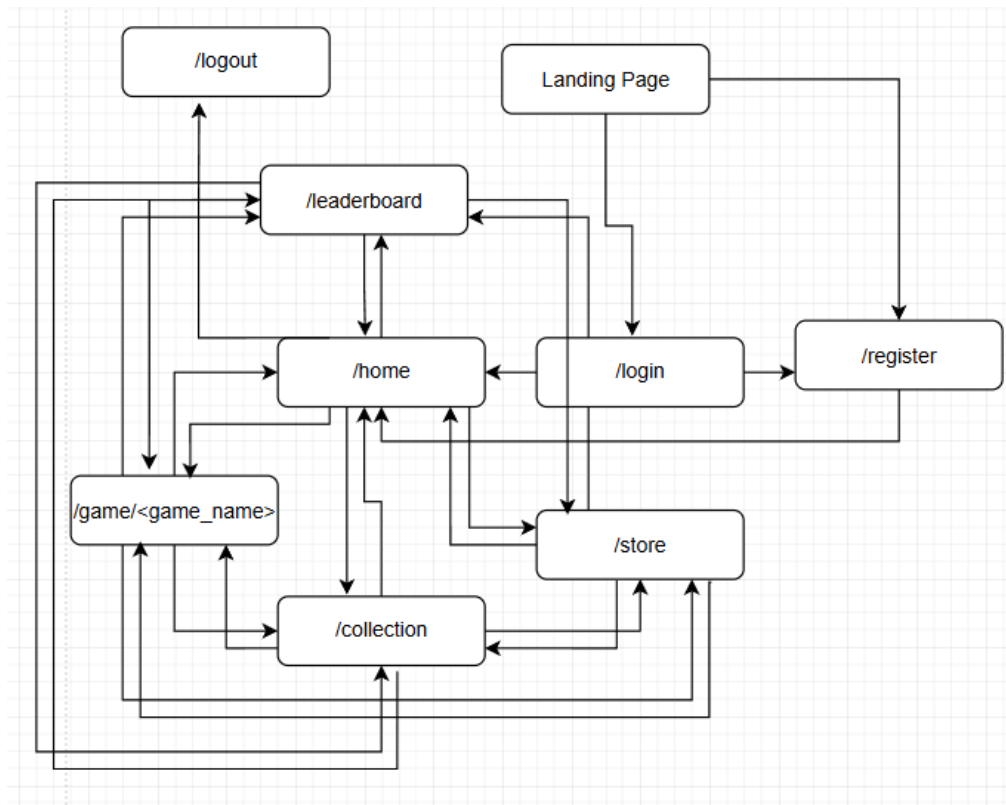 /logout
Landing Page
/leaderboard
/home
/login
/register
/game/<game_name>
/store
/collection